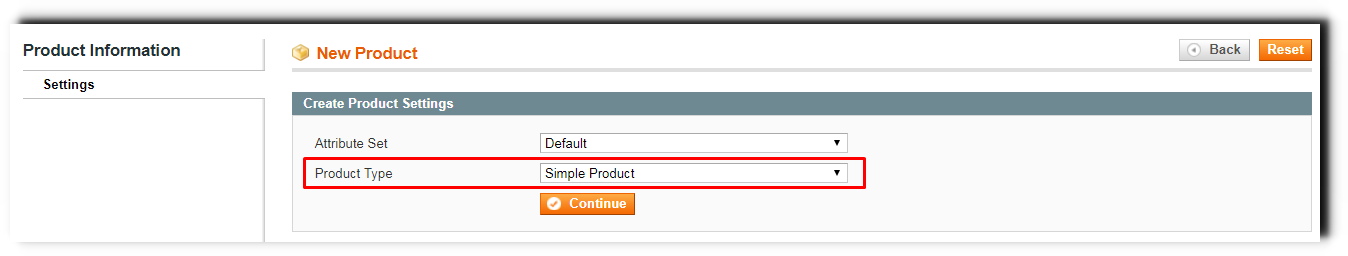 Product Information
Settings
New Product
Back
Reset
Create Product Settings
Attribute Set
Default
Product Type
Simple Product
Continue